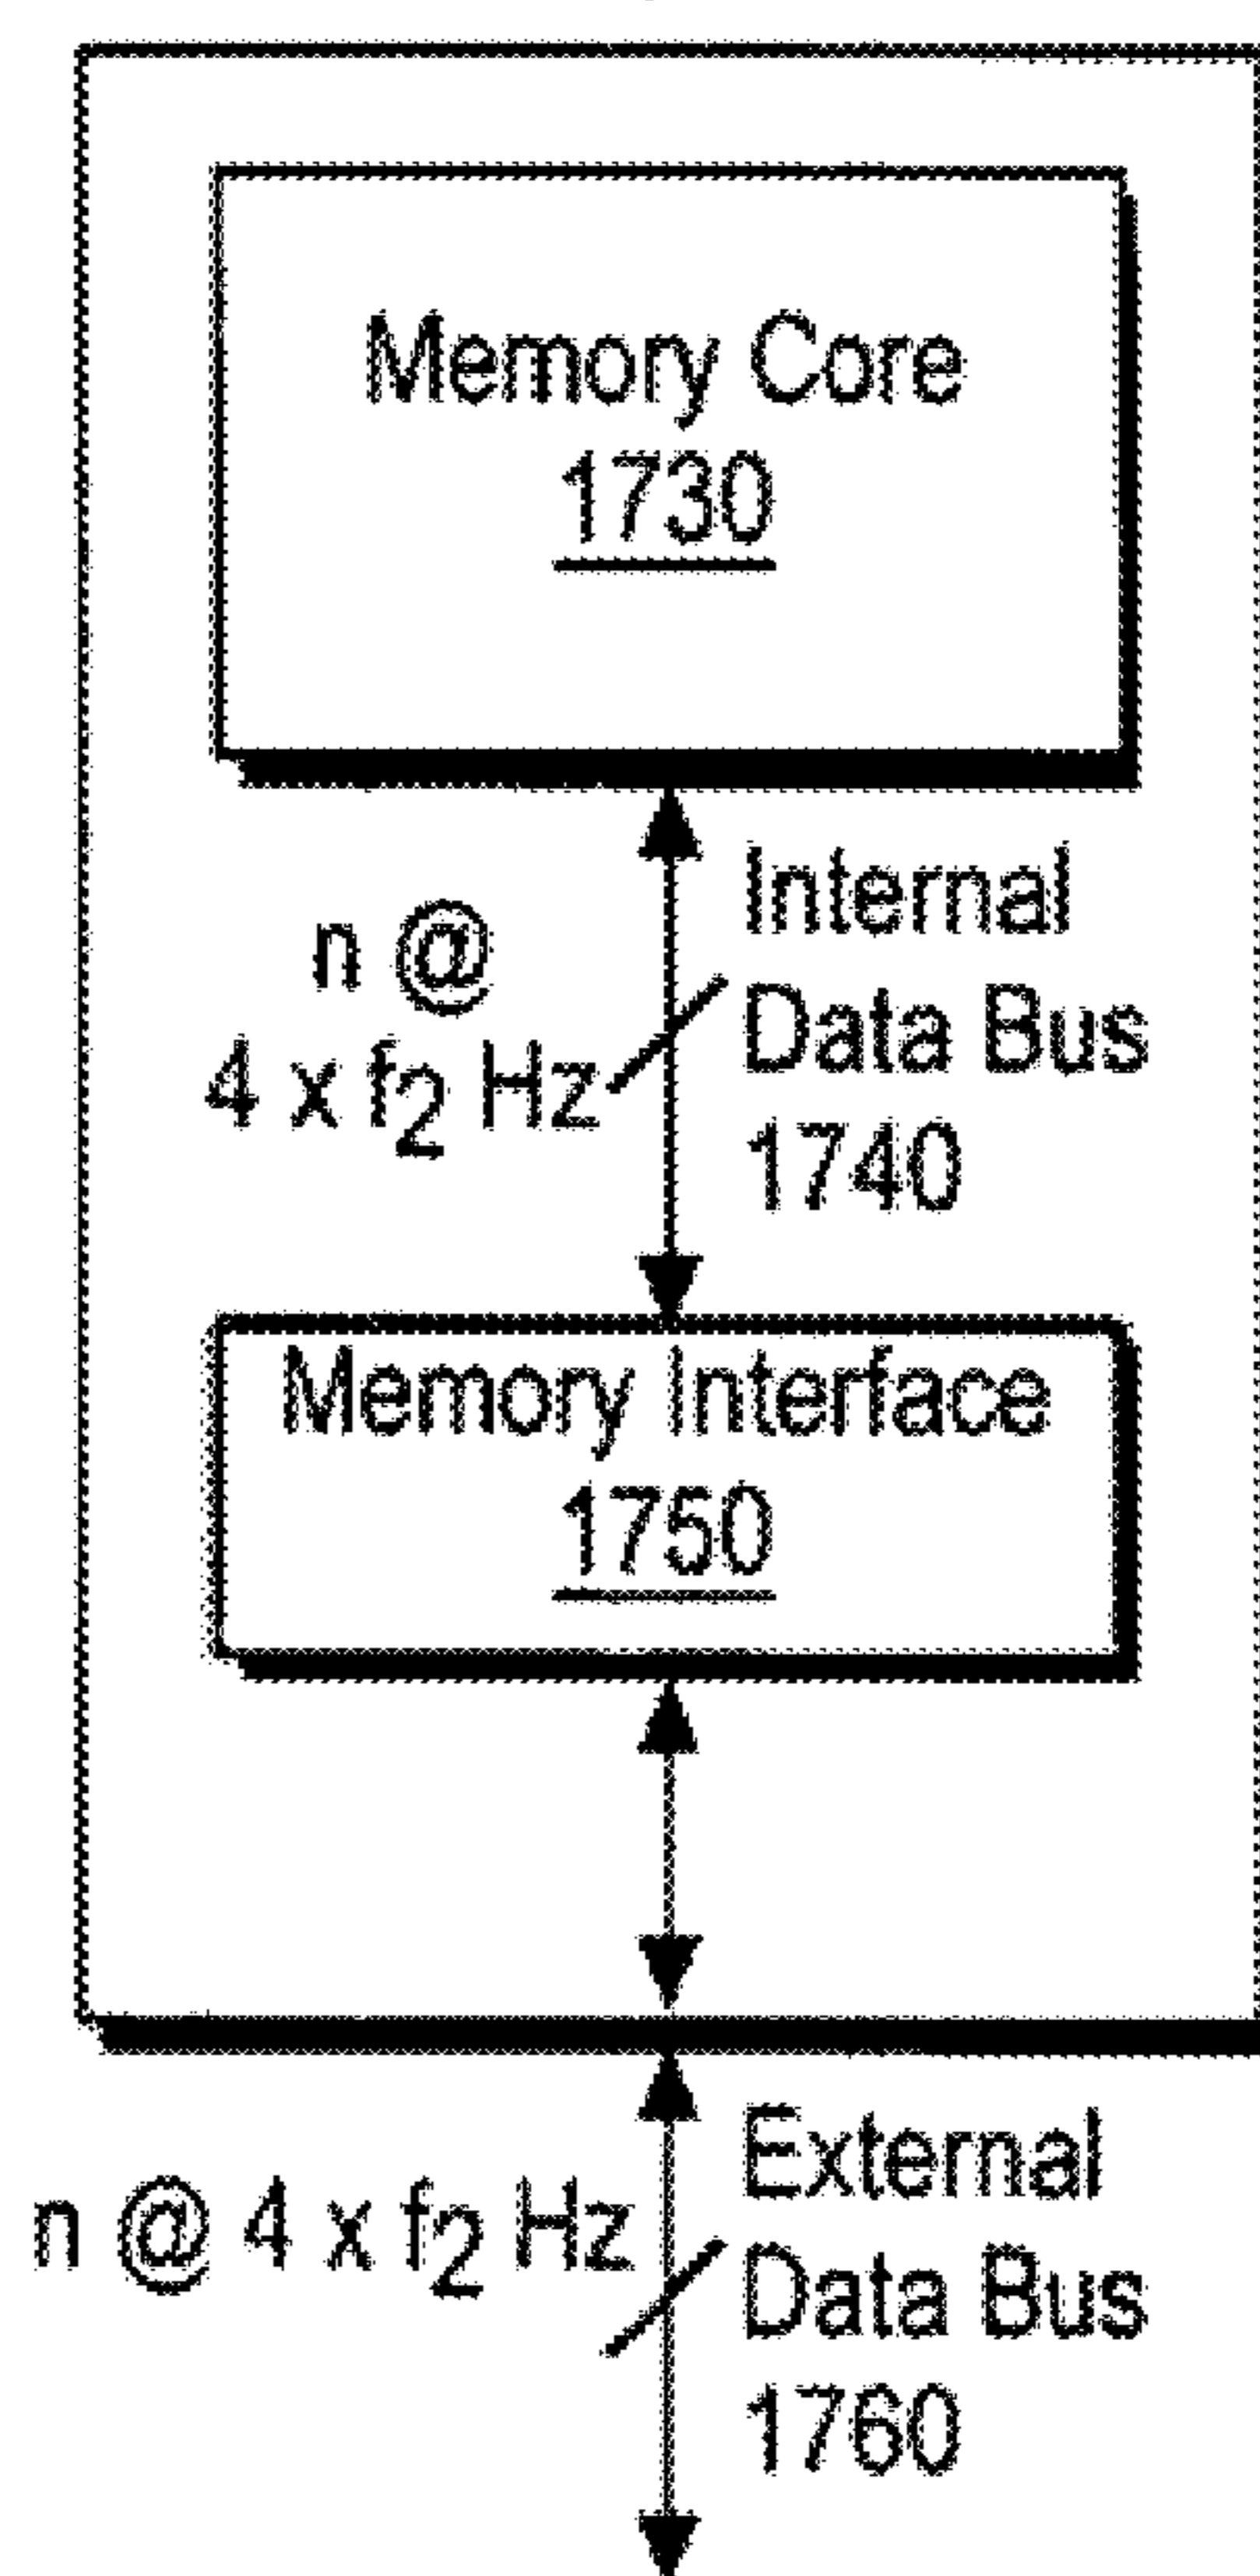 Memory Core
1730
n @
4 x f2 Hz
Internal
Data Bus
1740
Memory Interface
1750
n @ 4 x f2 Hz
External
Data Bus
1760